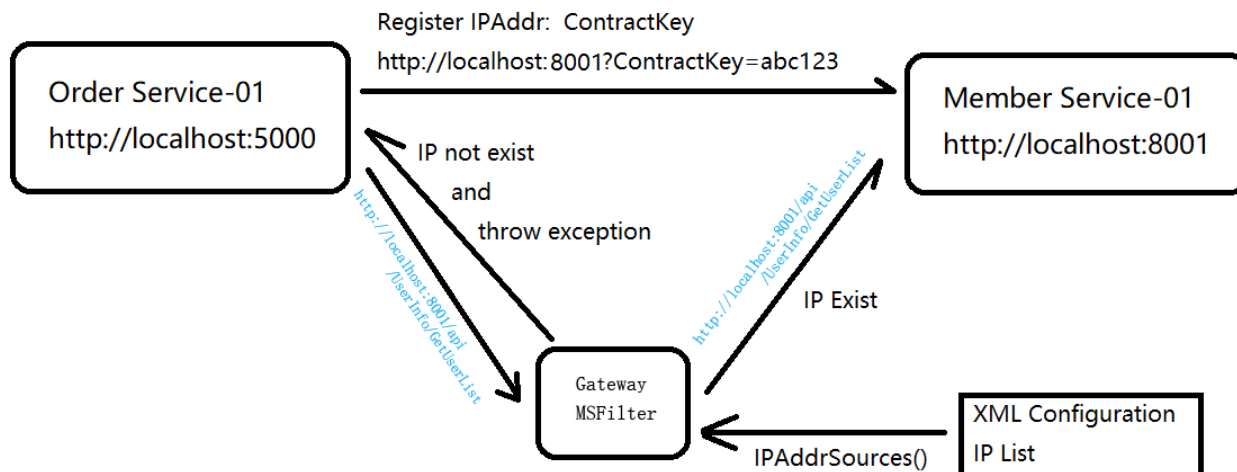 Register IPAddr: ContractKey
http://localhost:8001?ContractKey=abc123
Order Service-01
http://localhost:5000
Member Service-01
http://localhost:8001
IP not exist
and
throw exception
http://localhost:8001/api
/UserInfo/GetUserList
http://localhost:8001/api
/UserInfo/GetUserList
IP Exist
Gateway
MSFilter
IPAddrSources()
XML Configuration
IP List